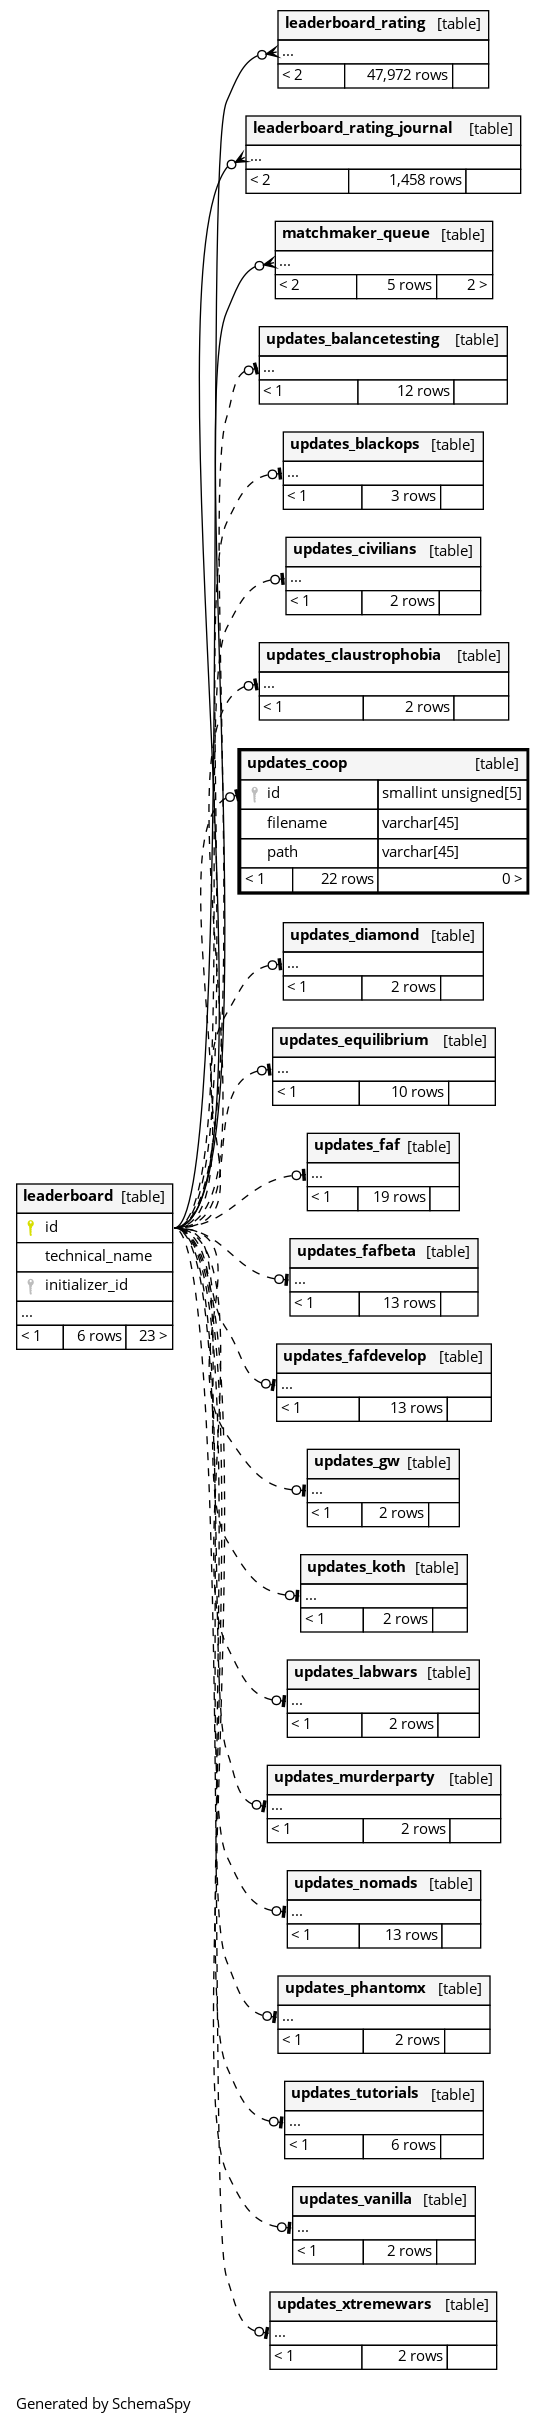 leaderboard_rating [table]
...
< 2 47,972 rows
leaderboard_rating_journal [table]
...
< 2 1,458 rows
matchmaker_queue [table]
...
< 2 5 rows 2 >
updates_balancetesting [table]
...
< 1 12 rows
updates_blackops [table]
...
< 1 3 rows
updates_civilians [table]
...
< 1 2 rows
updates_claustrophobia [table]
...
< 1 2 rows
updates_coop [table]
id smallint unsigned[5]
filename varchar[45]
path varchar[45]
< 1 22 rows 0 >
updates_diamond [table]
...
< 1 2 rows
updates_equilibrium [table]
...
< 1 10 rows
updates_faf [table]
...
< 1 19 rows
leaderboard [table]
id
technical_name
initializer_id
...
< 1 6 rows 23 >
updates_fafbeta [table]
...
< 1 13 rows
updates_fafdevelop [table]
...
< 1 13 rows
updates_gw [table]
...
< 1 2 rows
updates_koth [table]
...
< 1 2 rows
updates_labwars [table]
...
< 1 2 rows
updates_murderparty [table]
...
< 1 2 rows
updates_nomads [table]
...
< 1 13 rows
updates_phantomx [table]
...
< 1 2 rows
updates_tutorials [table]
...
< 1 6 rows
updates_vanilla [table]
...
< 1 2 rows
updates_xtremewars [table]
...
< 1 2 rows
Generated by SchemaSpy